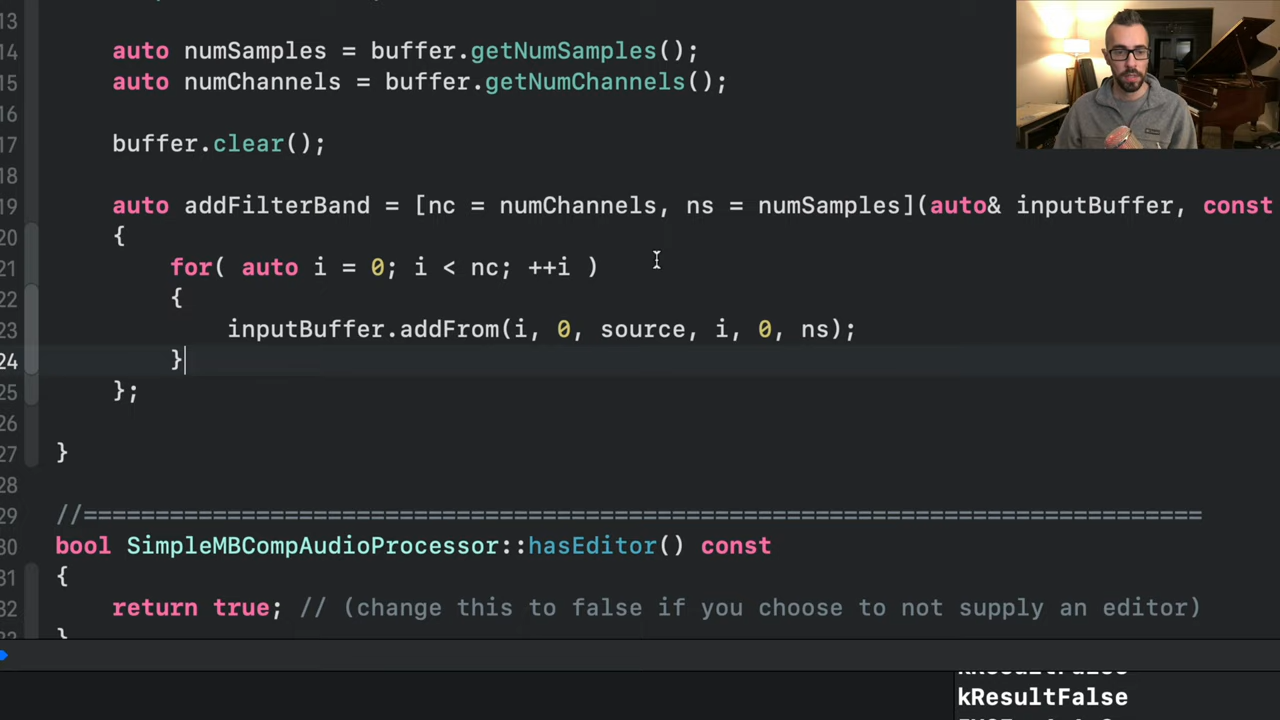 13
14 auto numSamples = buffer.getNumSamples();
15 auto numChannels = buffer.getNumChannels();
16
17 buffer.clear();
18
19 auto addFilterBand = [nc = numChannels, ns = numSamples](auto& inputBuffer, const
20 {
21 for( auto i = 0; i < nc; ++i )
22 {
23 inputBuffer.addFrom(i, 0, source, i, 0, ns);
24 }
25 };
26
27 }
28
29 //==============================================================================
30 bool SimpleMBCompAudioProcessor::hasEditor() const
31 {
32 return true; // (change this to false if you choose to not supply an editor)
}
kResultFalse
kResultFalse